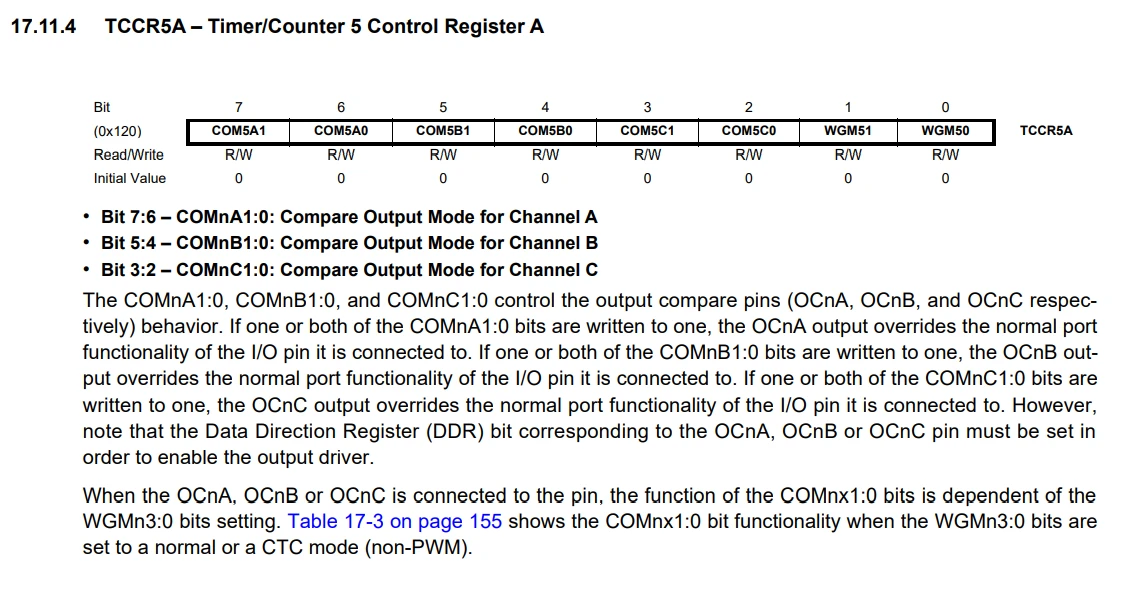 17.11.4 TCCR5A – Timer/Counter 5 Control Register A
Bit 7 6 5 4 3 2 1 0
(0x120) COM5A1 COM5A0 COM5B1 COM5B0 COM5C1 COM5C0 WGM51 WGM50 TCCR5A
Read/Write R/W R/W R/W R/W R/W R/W R/W R/W
Initial Value 0 0 0 0 0 0 0 0
• Bit 7:6 – COMnA1:0: Compare Output Mode for Channel A
• Bit 5:4 – COMnB1:0: Compare Output Mode for Channel B
• Bit 3:2 – COMnC1:0: Compare Output Mode for Channel C
The COMnA1:0, COMnB1:0, and COMnC1:0 control the output compare pins (OCnA, OCnB, and OCnC respec-
tively) behavior. If one or both of the COMnA1:0 bits are written to one, the OCnA output overrides the normal port
functionality of the I/O pin it is connected to. If one or both of the COMnB1:0 bits are written to one, the OCnB out-
put overrides the normal port functionality of the I/O pin it is connected to. If one or both of the COMnC1:0 bits are
written to one, the OCnC output overrides the normal port functionality of the I/O pin it is connected to. However,
note that the Data Direction Register (DDR) bit corresponding to the OCnA, OCnB or OCnC pin must be set in
order to enable the output driver.
When the OCnA, OCnB or OCnC is connected to the pin, the function of the COMnx1:0 bits is dependent of the
WGMn3:0 bits setting. Table 17-3 on page 155 shows the COMnx1:0 bit functionality when the WGMn3:0 bits are
set to a normal or a CTC mode (non-PWM).